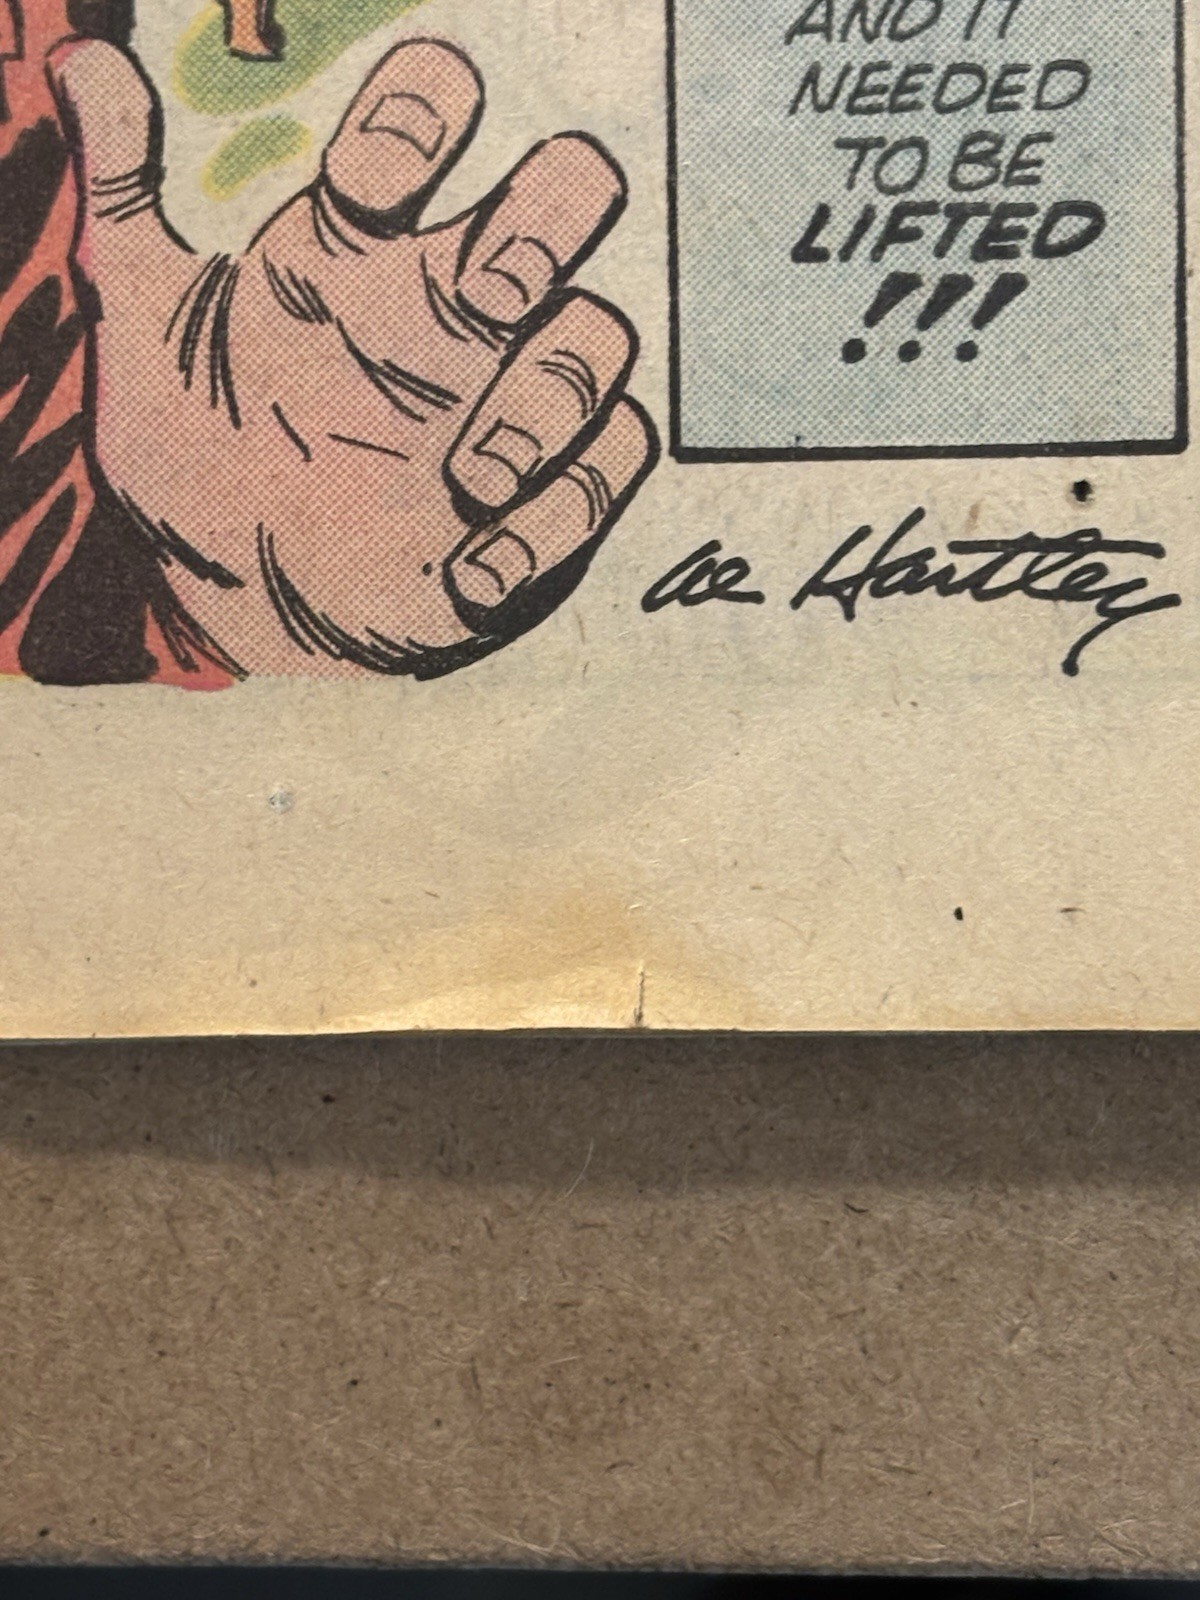 AND IT
NEEDED
TO BE
LIFTED
!!!
al Hartley